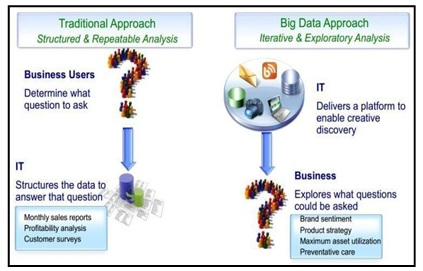 Traditional Approach
Structured & Repeatable Analysis
Business Users
Determine what
question to ask
IT
Structures the data to
answer that question
Monthly sales reports
Profitability analysis
Customer surveys
Big Data Approach
Iterative & Exploratory Analysis
IT
Delivers a platform to
enable creative
discovery
Business
Explores what questions
could be asked
Brand sentiment
Product strategy
Maximum asset utilization
Preventative care